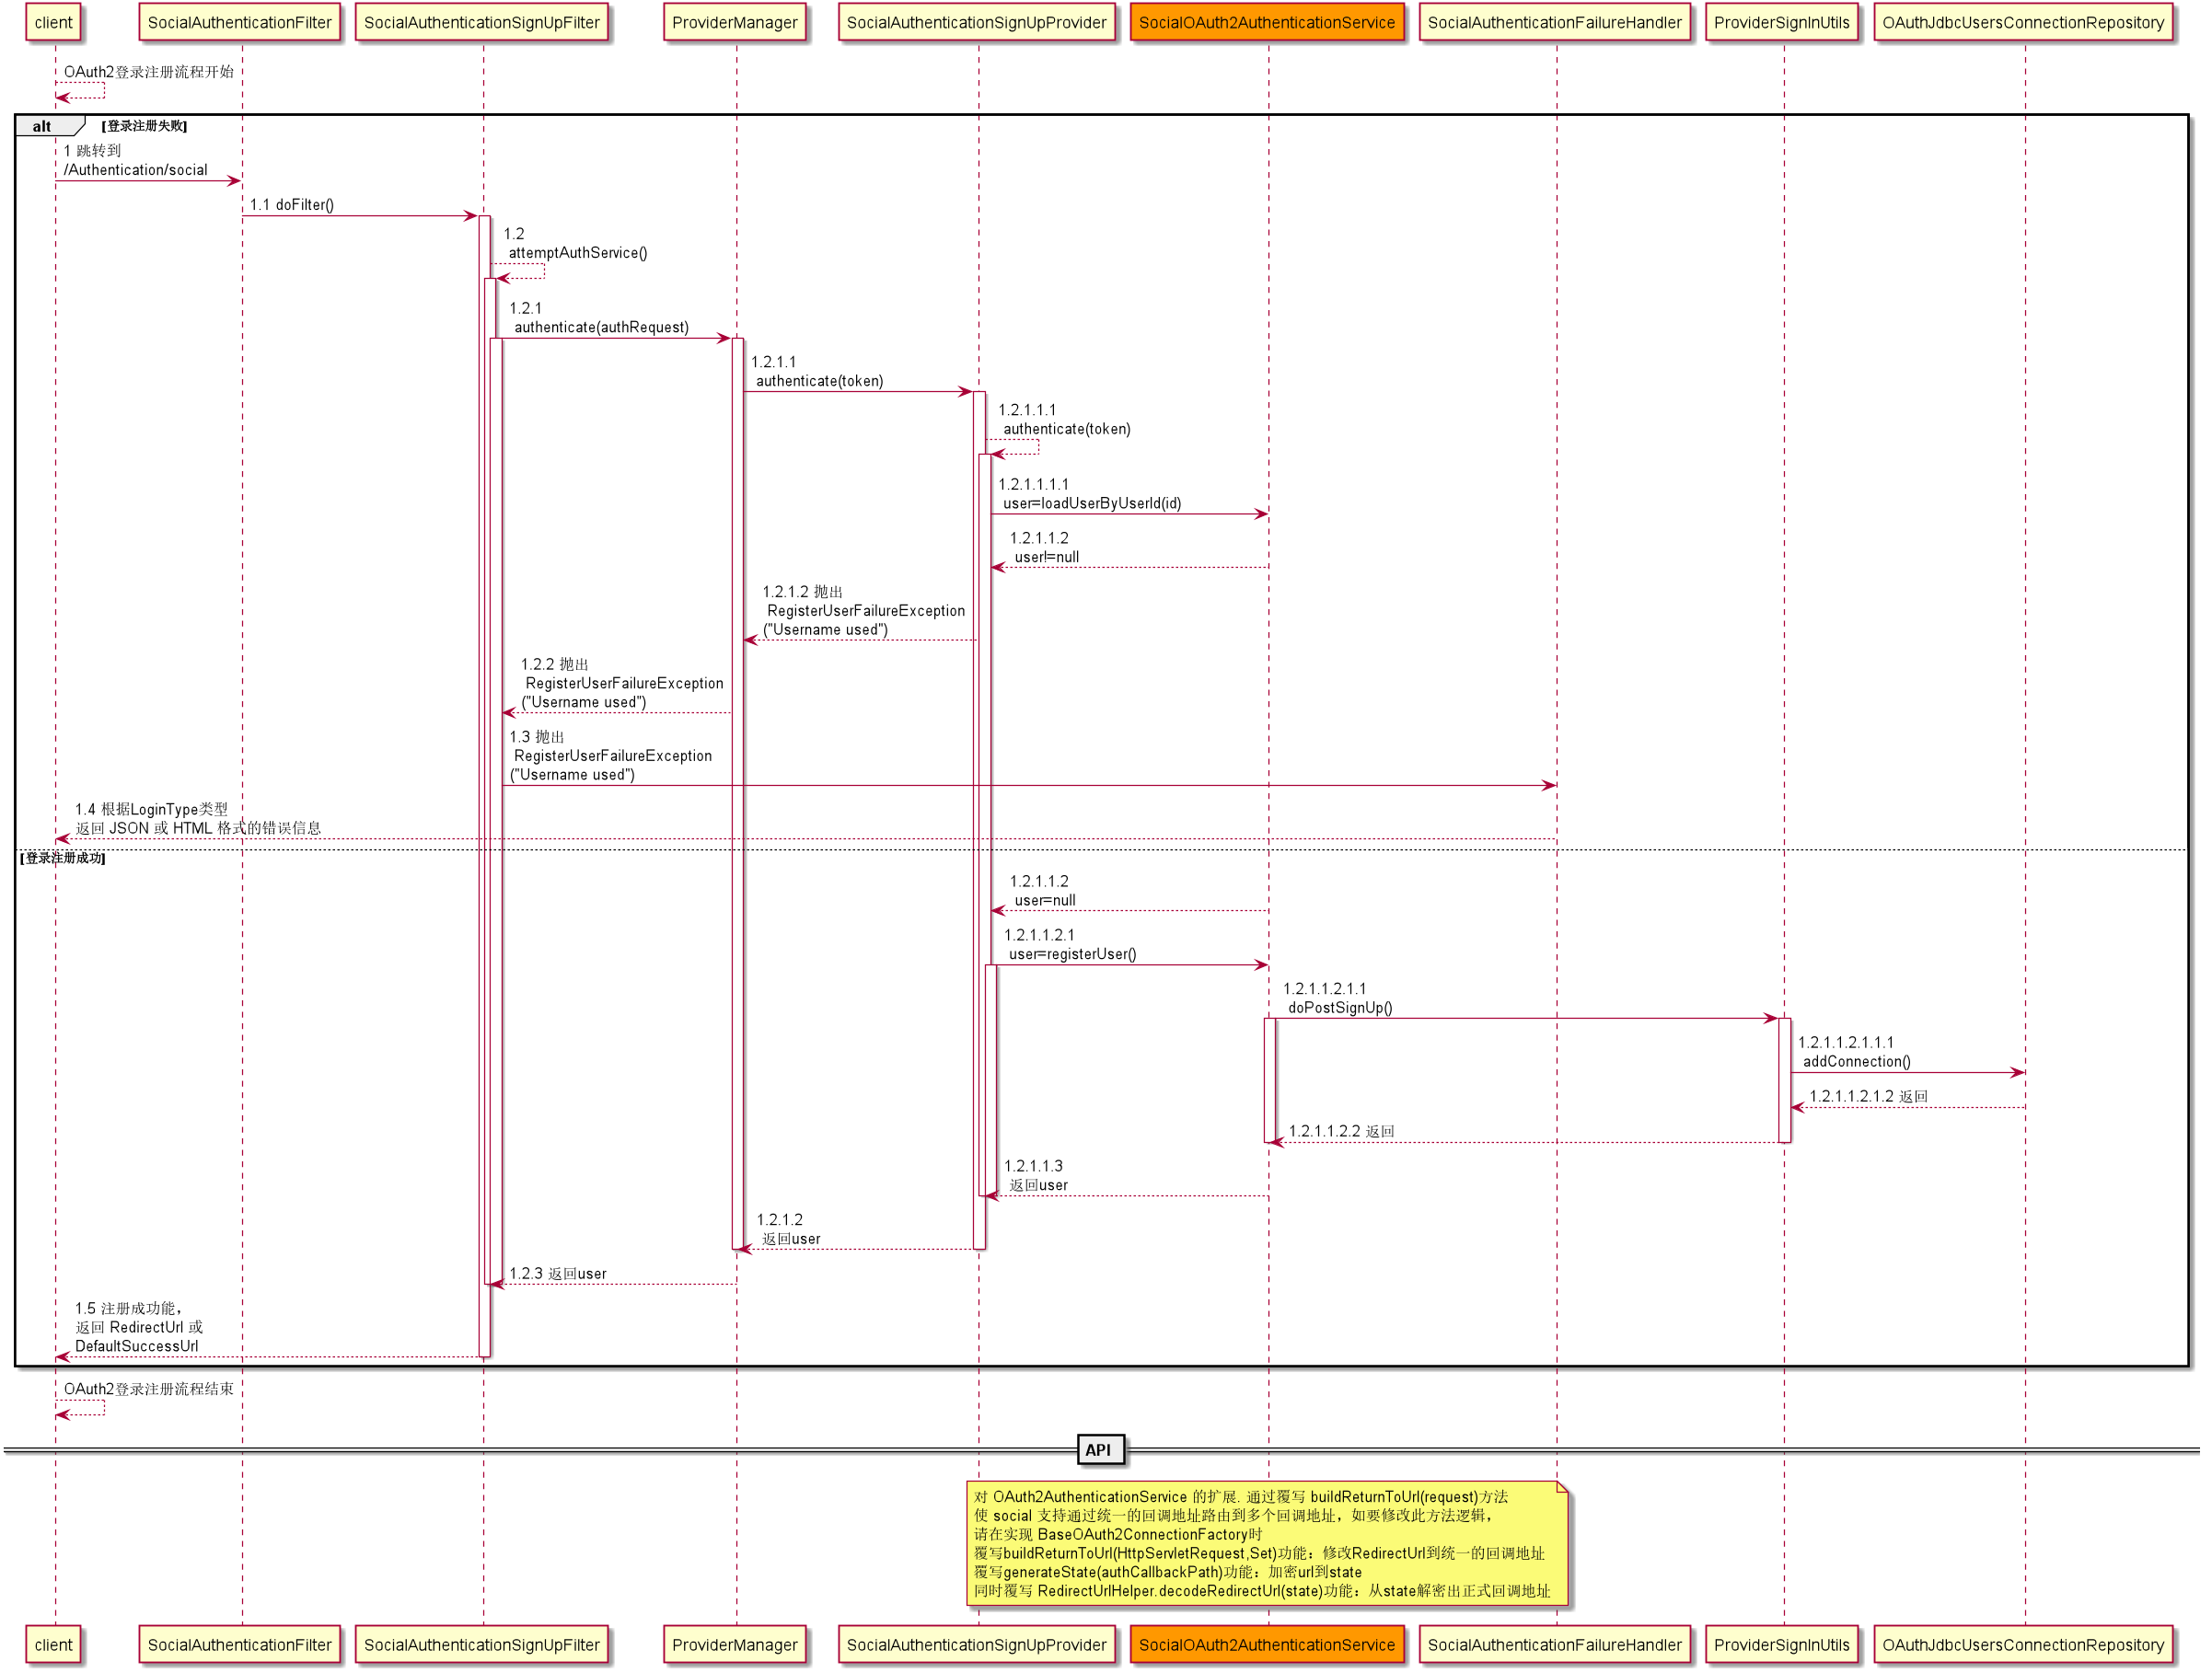 client
SocialAuthenticationFilter
SocialAuthenticationSignUpFilter
ProviderManager
SocialAuthenticationSignUpProvider
SocialOAuth2AuthenticationService
SocialAuthenticationFailureHandler
ProviderSignInUtils
OAuthJdbcUsersConnectionRepository
OAuth2登录注册流程开始
alt
[登录注册失败]
1 跳转到
/Authentication/social
1.1 doFilter()
1.2
attemptAuthService()
1.2.1
authenticate(authRequest)
1.2.1.1
authenticate(token)
1.2.1.1.1
authenticate(token)
1.2.1.1.1.1
user=loadUserByUserId(id)
1.2.1.1.2
user!=null
1.2.1.2 抛出
RegisterUserFailureException
("Username used")
1.2.2 抛出
RegisterUserFailureException
("Username used")
1.3 抛出
RegisterUserFailureException
("Username used")
1.4 根据LoginType类型
返回 JSON 或 HTML 格式的错误信息
[登录注册成功]
1.2.1.1.2
user=null
1.2.1.1.2.1
user=registerUser()
1.2.1.1.2.1.1
doPostSignUp()
1.2.1.1.2.1.1.1
addConnection()
1.2.1.1.2.1.2 返回
1.2.1.1.2.2 返回
1.2.1.1.3
返回user
1.2.1.2
返回user
1.2.3 返回user
1.5 注册成功能，
返回 RedirectUrl 或
DefaultSuccessUrl
OAuth2登录注册流程结束
API
对 OAuth2AuthenticationService 的扩展. 通过覆写 buildReturnToUrl(request)方法
使 social 支持通过统一的回调地址路由到多个回调地址，如要修改此方法逻辑，
请在实现 BaseOAuth2ConnectionFactory时
覆写buildReturnToUrl(HttpServletRequest,Set)功能：修改RedirectUrl到统一的回调地址
覆写generateState(authCallbackPath)功能：加密url到state
同时覆写 RedirectUrlHelper.decodeRedirectUrl(state)功能：从state解密出正式回调地址
client
SocialAuthenticationFilter
SocialAuthenticationSignUpFilter
ProviderManager
SocialAuthenticationSignUpProvider
SocialOAuth2AuthenticationService
SocialAuthenticationFailureHandler
ProviderSignInUtils
OAuthJdbcUsersConnectionRepository